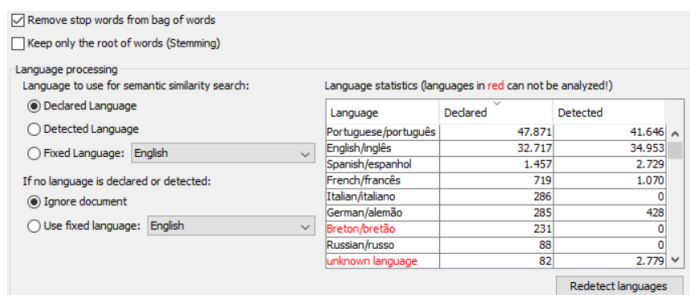 Remove stop words from bag of words
Keep only the root of words (Stemming)
Language processing
Language to use for semantic similarity search:
Declared Language
Detected Language
Fixed Language: English
If no language is declared or detected:
Ignore document
Use fixed language: English
Language statistics (languages in red can not be analyzed!)
Language Declared Detected
Portuguese/português 47.871 41.646
English/inglês 32.717 34.953
Spanish/espanhol 1.457 2.729
French/francês 719 1.070
Italian/italiano 286 0
German/alemão 285 428
Breton/bretão 231 0
Russian/russo 88 0
unknown language 82 2.779
Redetect languages